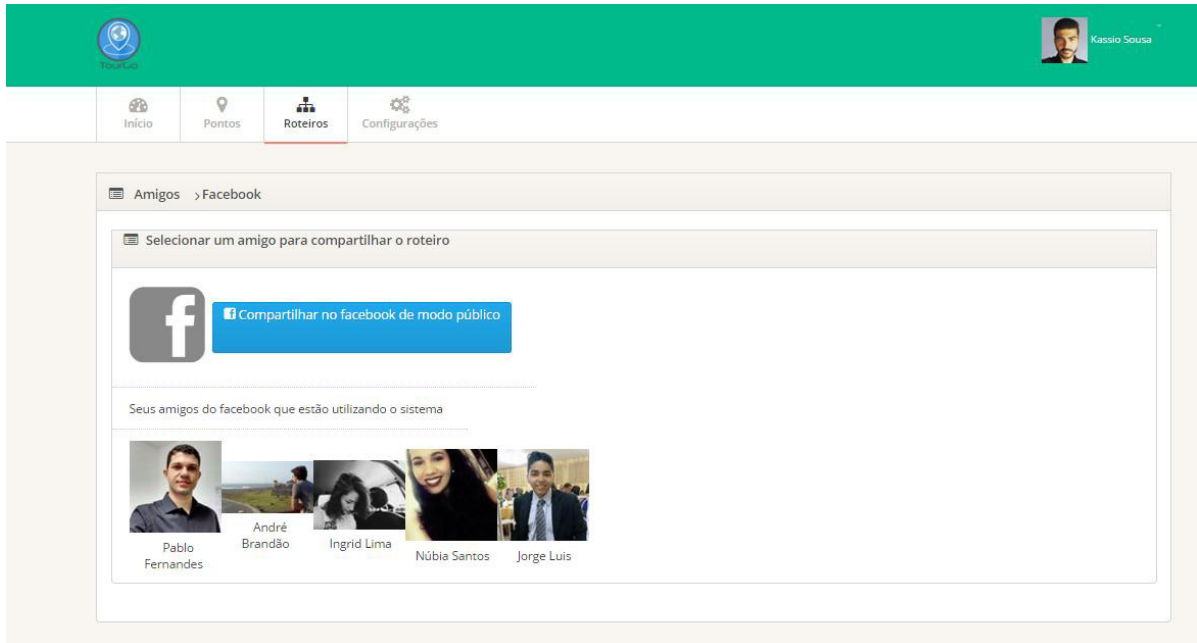 TourGo
Kassio Sousa
Início
Pontos
Roteiros
Configurações
Amigos > Facebook
Selecionar um amigo para compartilhar o roteiro
Compartilhar no facebook de modo público
Seus amigos do facebook que estão utilizando o sistema
Pablo
Fernandes
André
Brandão
Ingrid Lima
Núbia Santos
Jorge Luis